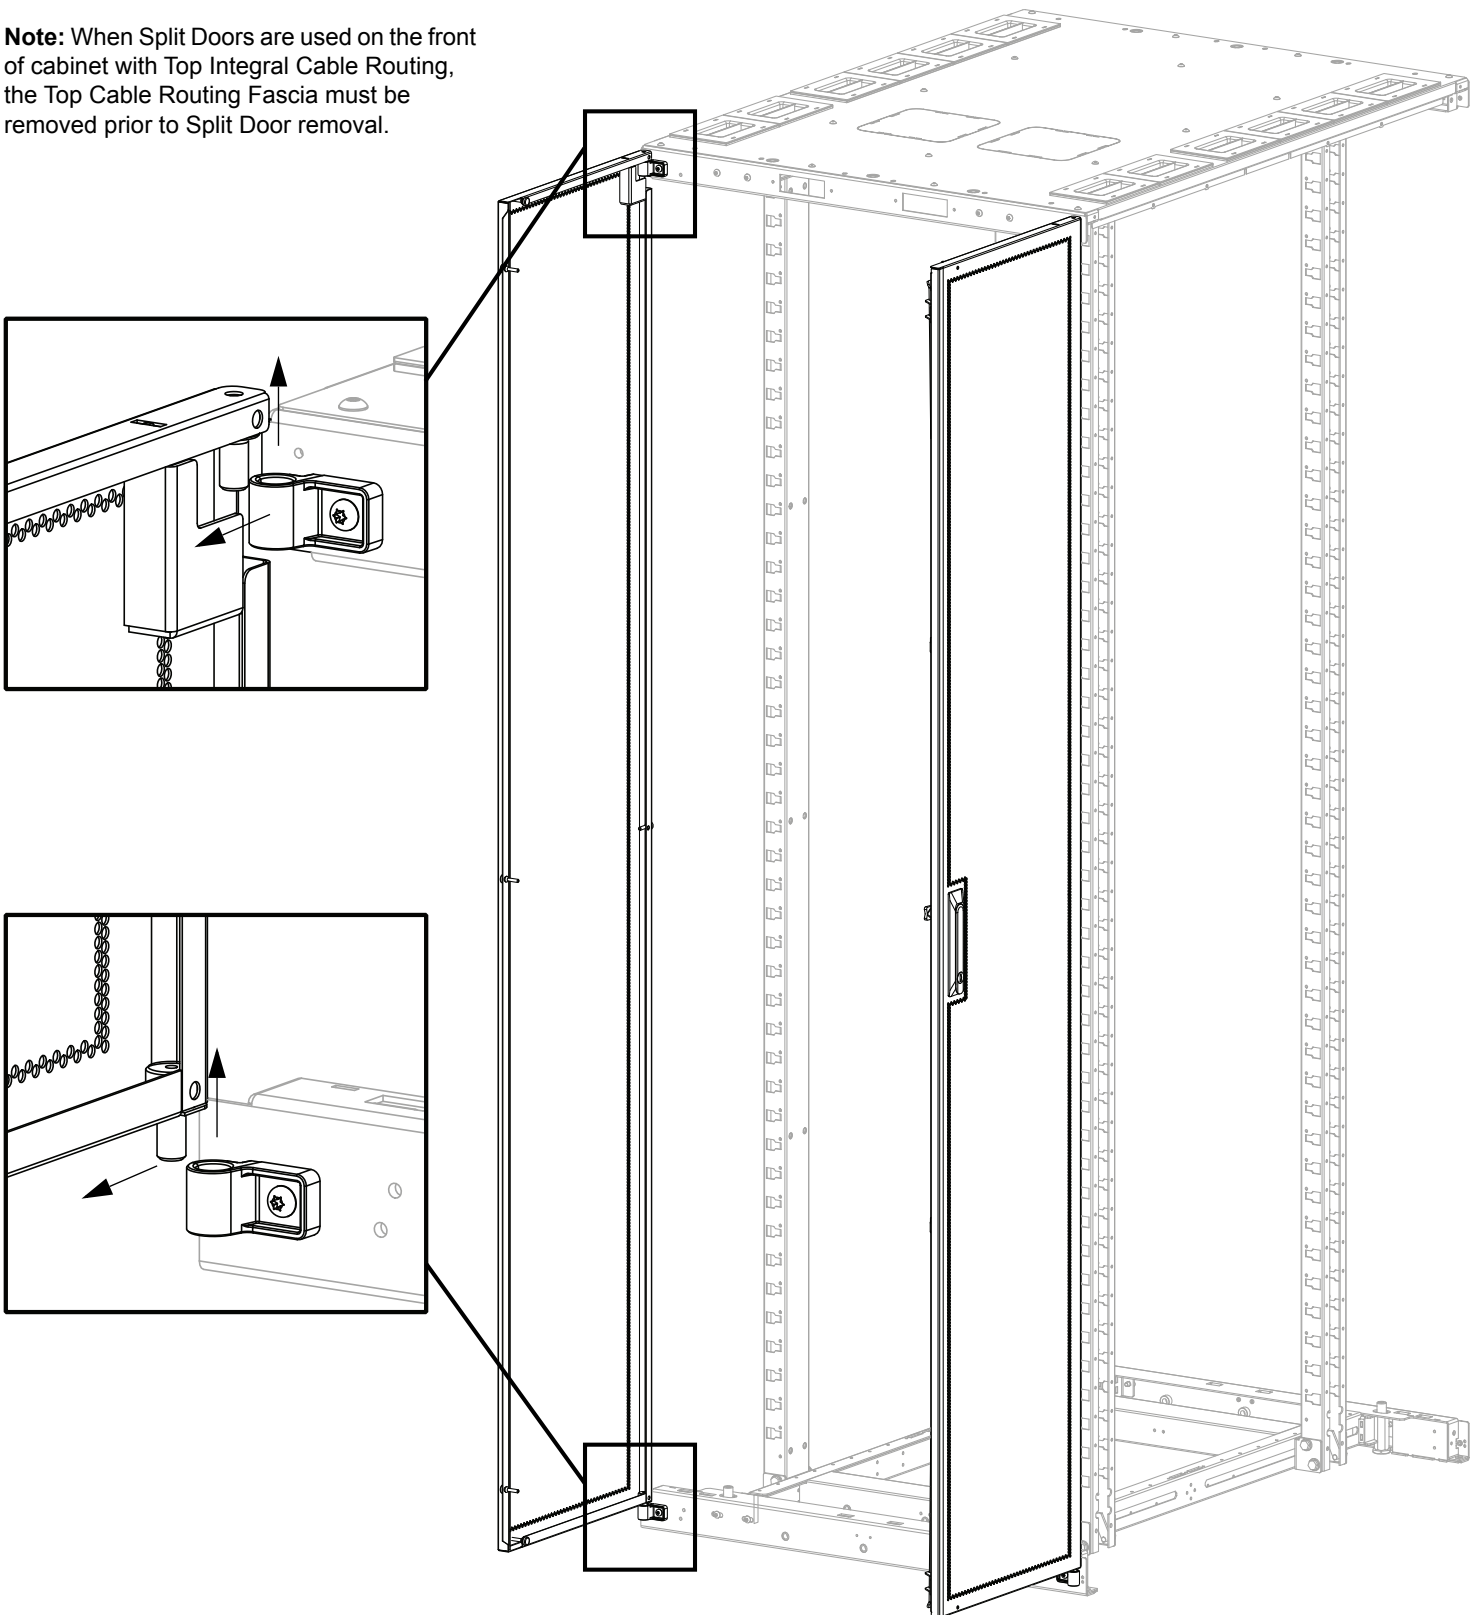 Note: When Split Doors are used on the front
of cabinet with Top Integral Cable Routing,
the Top Cable Routing Fascia must be
removed prior to Split Door removal.